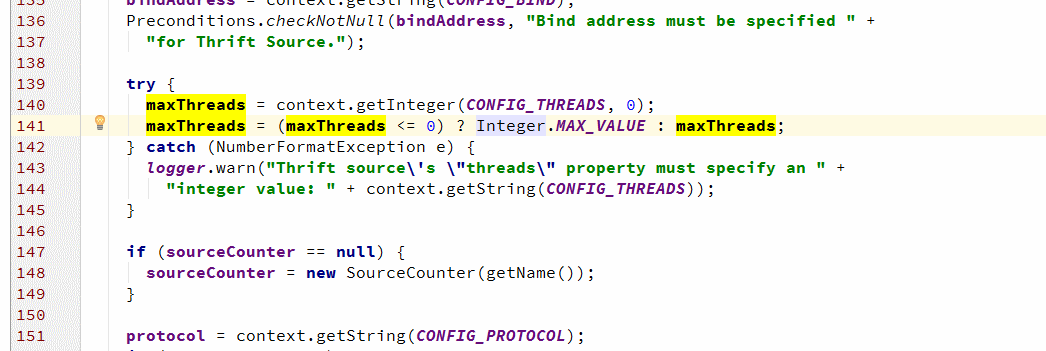 135 bindAddress = context.getString(CONFIG_BIND);
136 Preconditions.checkNotNull(bindAddress, "Bind address must be specified " +
137 "for Thrift Source.");
138
139 try {
140 maxThreads = context.getInteger(CONFIG_THREADS, 0);
141 maxThreads = (maxThreads <= 0) ? Integer.MAX_VALUE : maxThreads;
142 } catch (NumberFormatException e) {
143 logger.warn("Thrift source\'s \"threads\" property must specify an " +
144 "integer value: " + context.getString(CONFIG_THREADS));
145 }
146
147 if (sourceCounter == null) {
148 sourceCounter = new SourceCounter(getName());
149 }
150
151 protocol = context.getString(CONFIG_PROTOCOL);